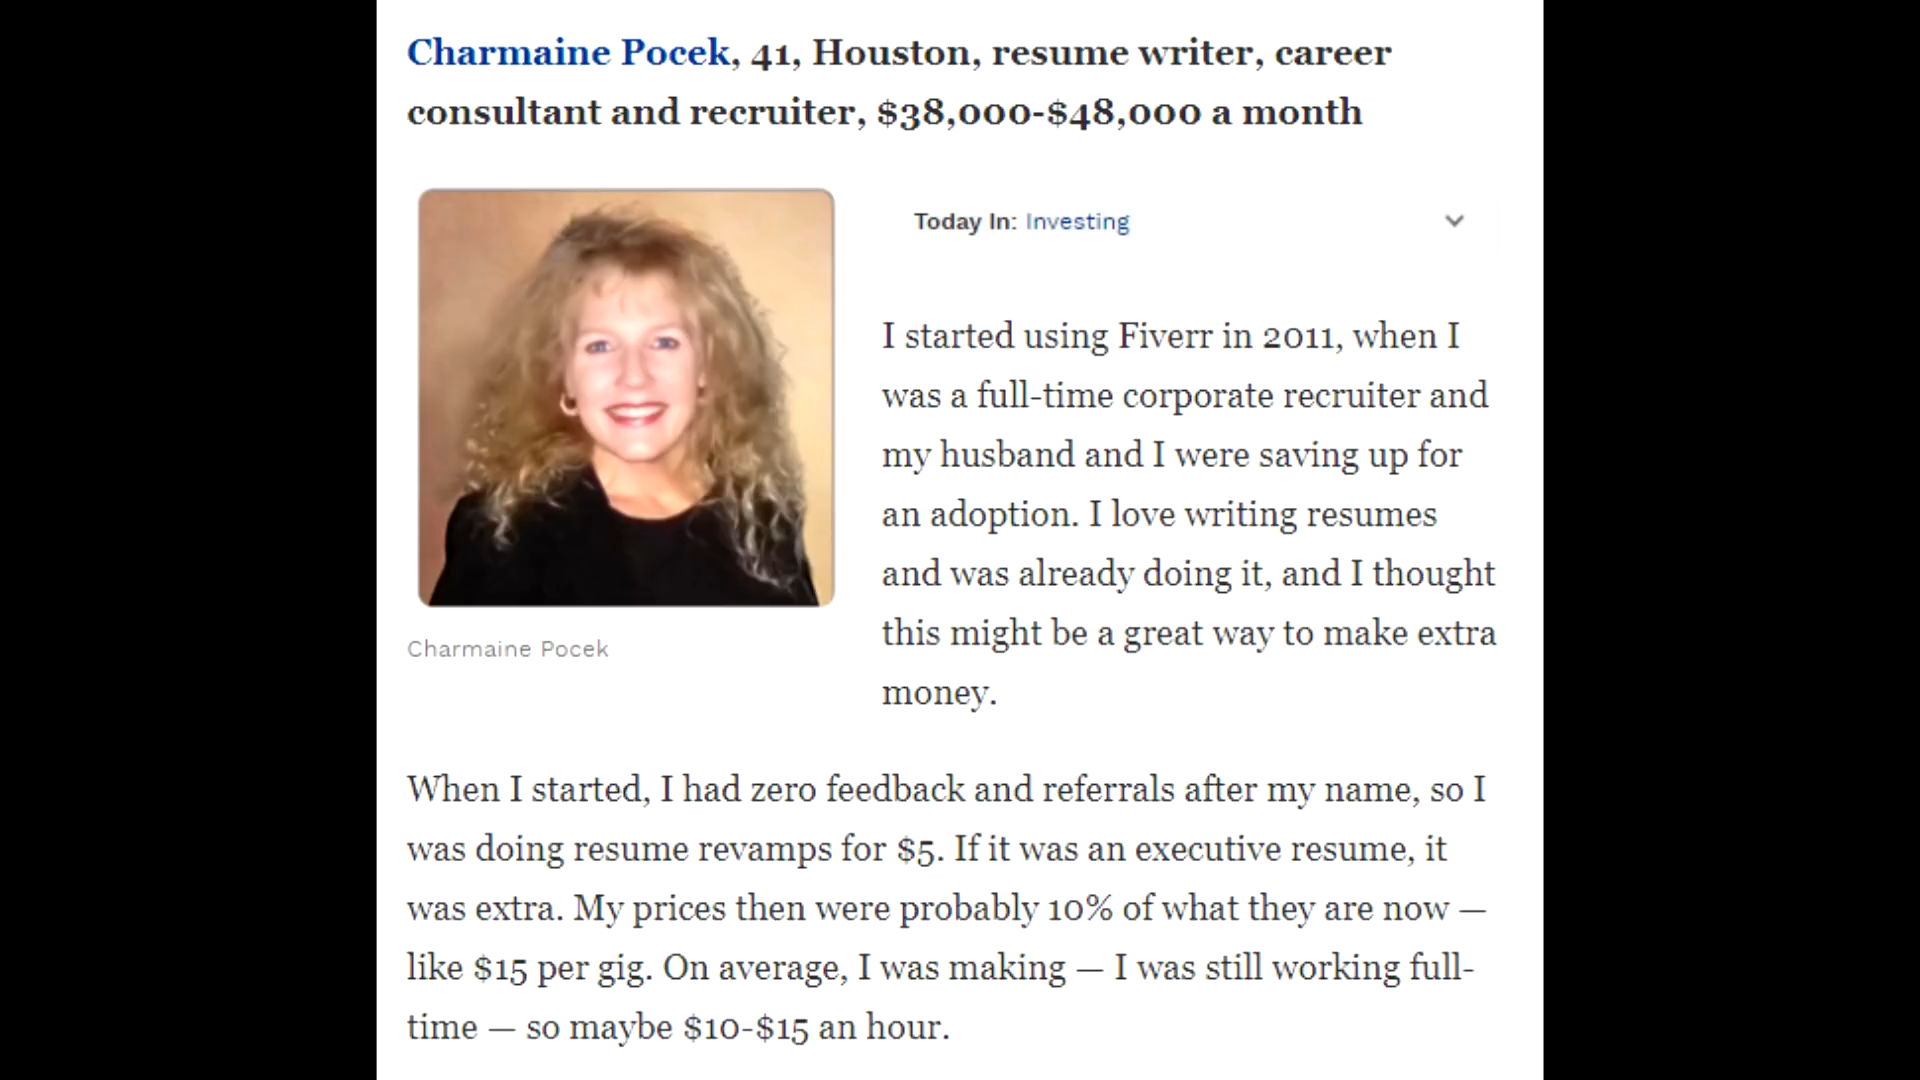 Charmaine Pocek, 41, Houston, resume writer, career
consultant and recruiter, $38,000-$48,000 a month
Today In: Investing
I started using Fiverr in 2011, when I
was a full-time corporate recruiter and
my husband and I were saving up for
an adoption. I love writing resumes
and was already doing it, and I thought
this might be a great way to make extra
money.
Charmaine Pocek
When I started, I had zero feedback and referrals after my name, so I
was doing resume revamps for $5. If it was an executive resume, it
was extra. My prices then were probably 10% of what they are now —
like $15 per gig. On average, I was making — I was still working full-
time — so maybe $10-$15 an hour.